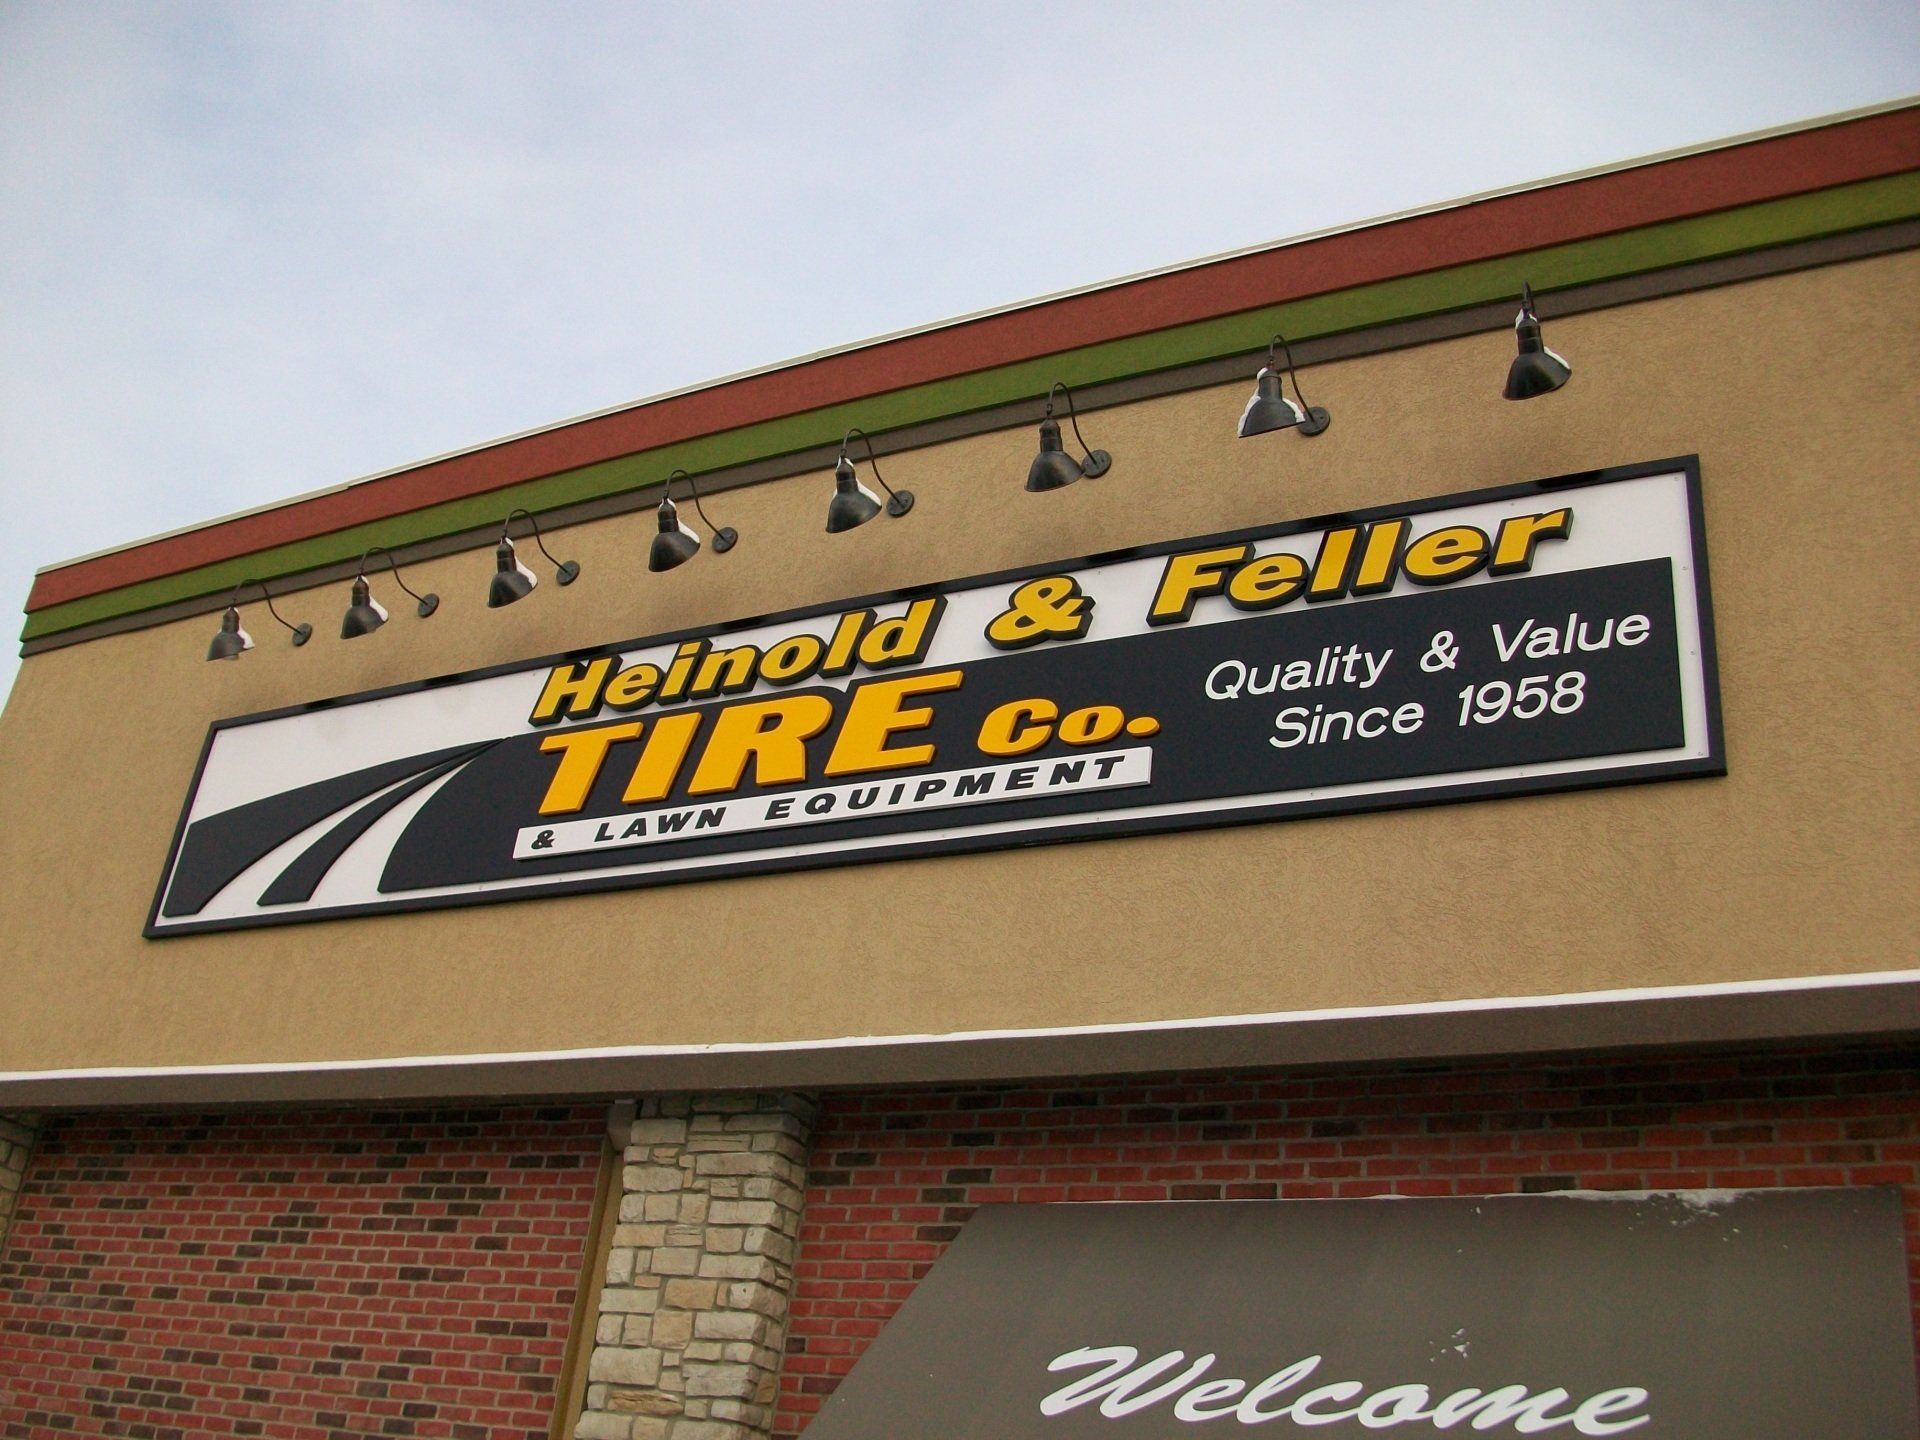 Heinold & Feller
TIRE Co.
& LAWN EQUIPMENT
Quality & Value
Since 1958
Welcome